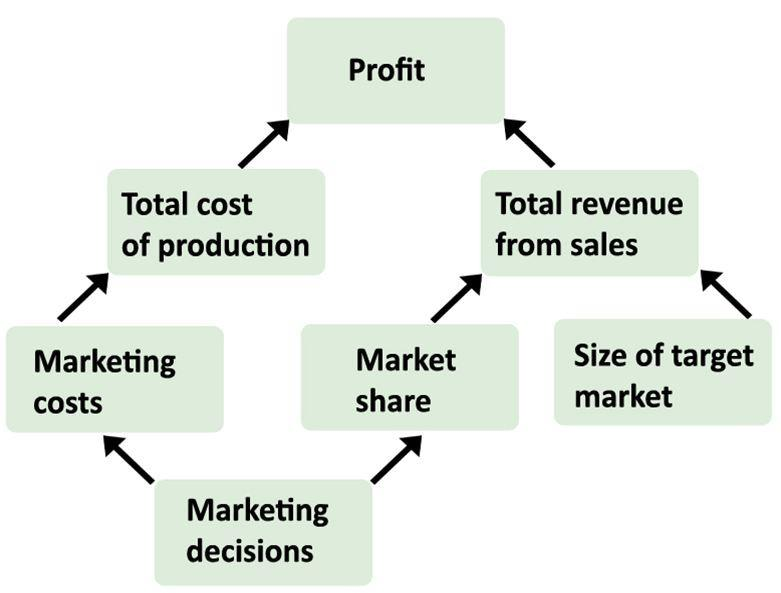 Profit
Total cost
of production
Total revenue
from sales
Marketing
costs
Market
share
Size of target
market
Marketing
decisions